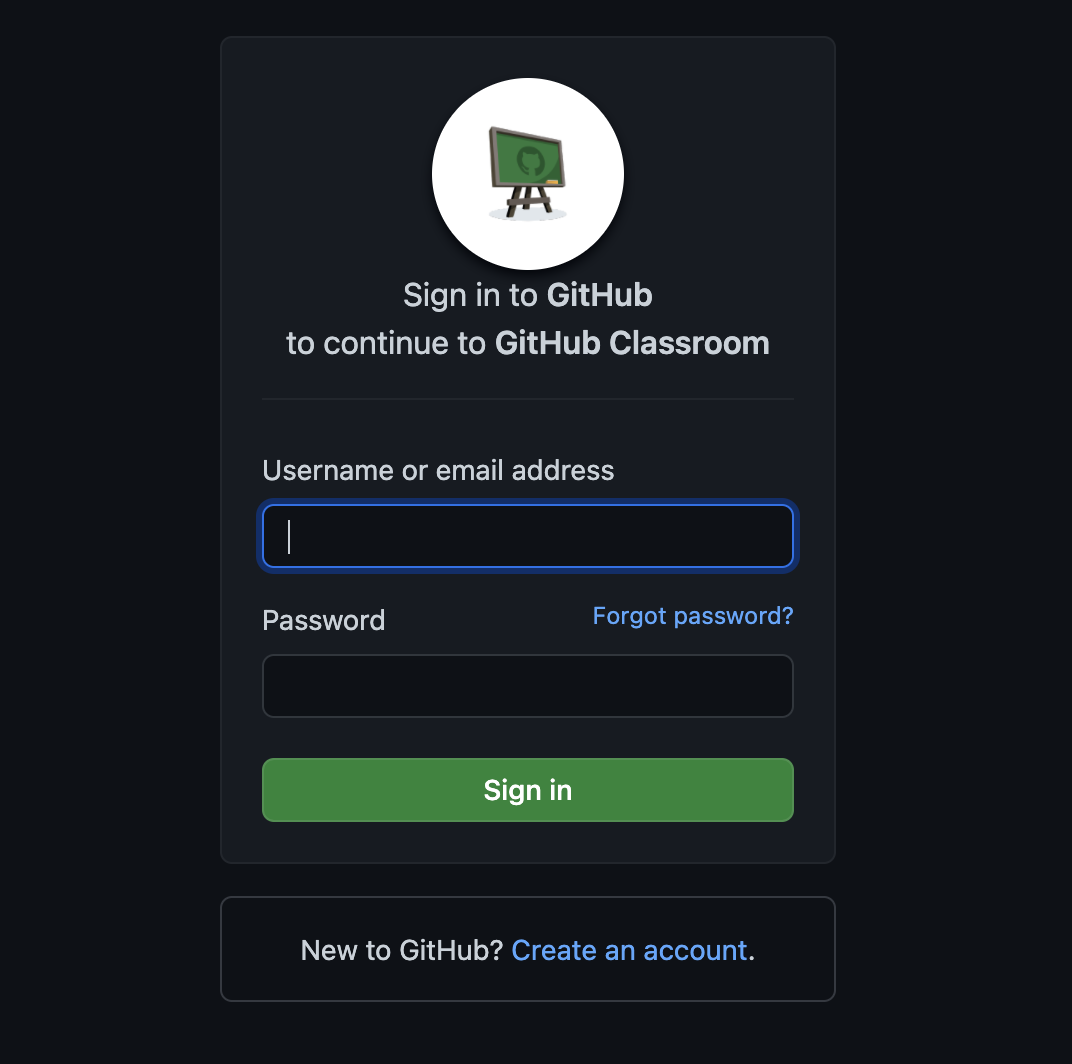 Sign in to GitHub
to continue to GitHub Classroom
Username or email address
Password
Forgot password?
Sign in
New to GitHub? Create an account.